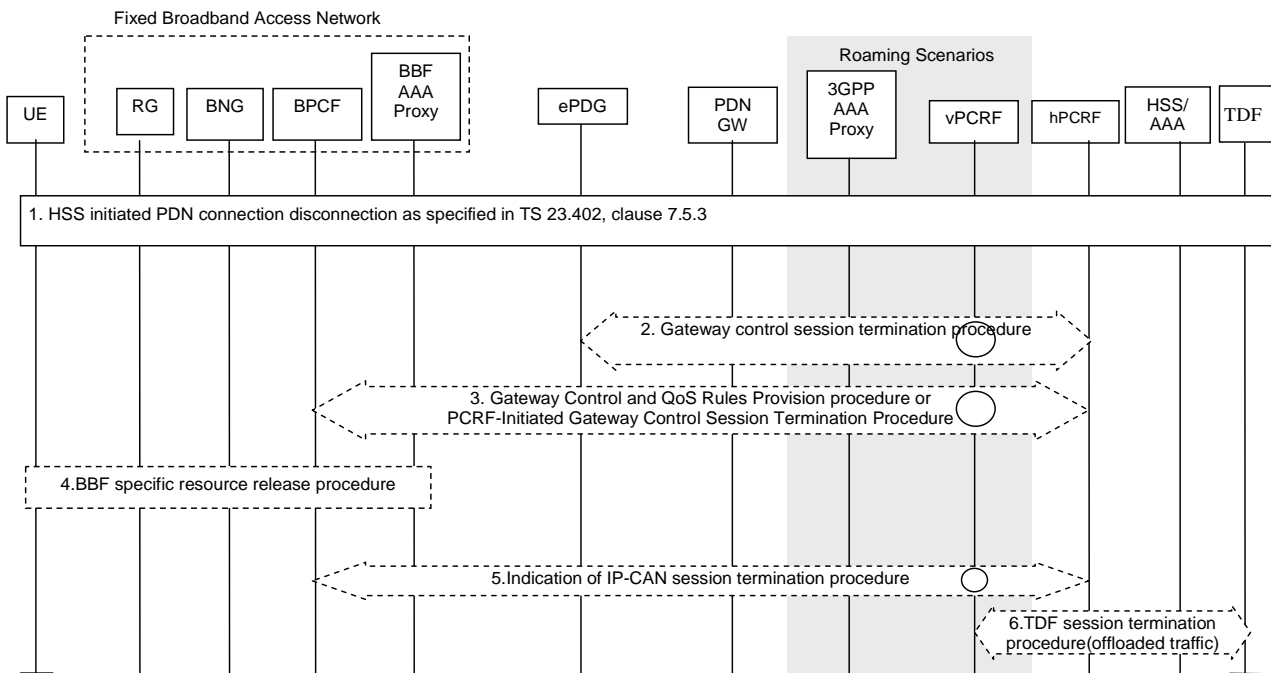 Fixed Broadband Access Network
Roaming Scenarios
UE
RG
BNG
BPCF
BBF
AAA
Proxy
ePDG
PDN
GW
3GPP
AAA
Proxy
vPCRF
hPCRF
HSS/
AAA
TDF
1. HSS initiated PDN connection disconnection as specified in TS 23.402, clause 7.5.3
2. Gateway control session termination procedure
3. Gateway Control and QoS Rules Provision procedure or
PCRF-Initiated Gateway Control Session Termination Procedure
4.BBF specific resource release procedure
5.Indication of IP-CAN session termination procedure
6.TDF session termination
procedure(offloaded traffic)